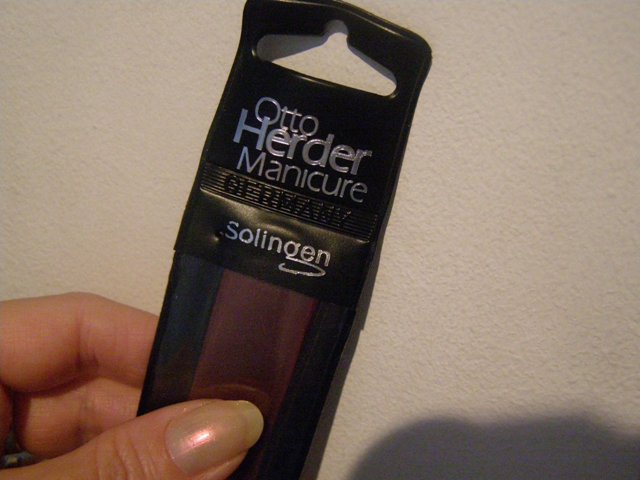 Otto
Herder
Manicure
GERMANY
Solingen